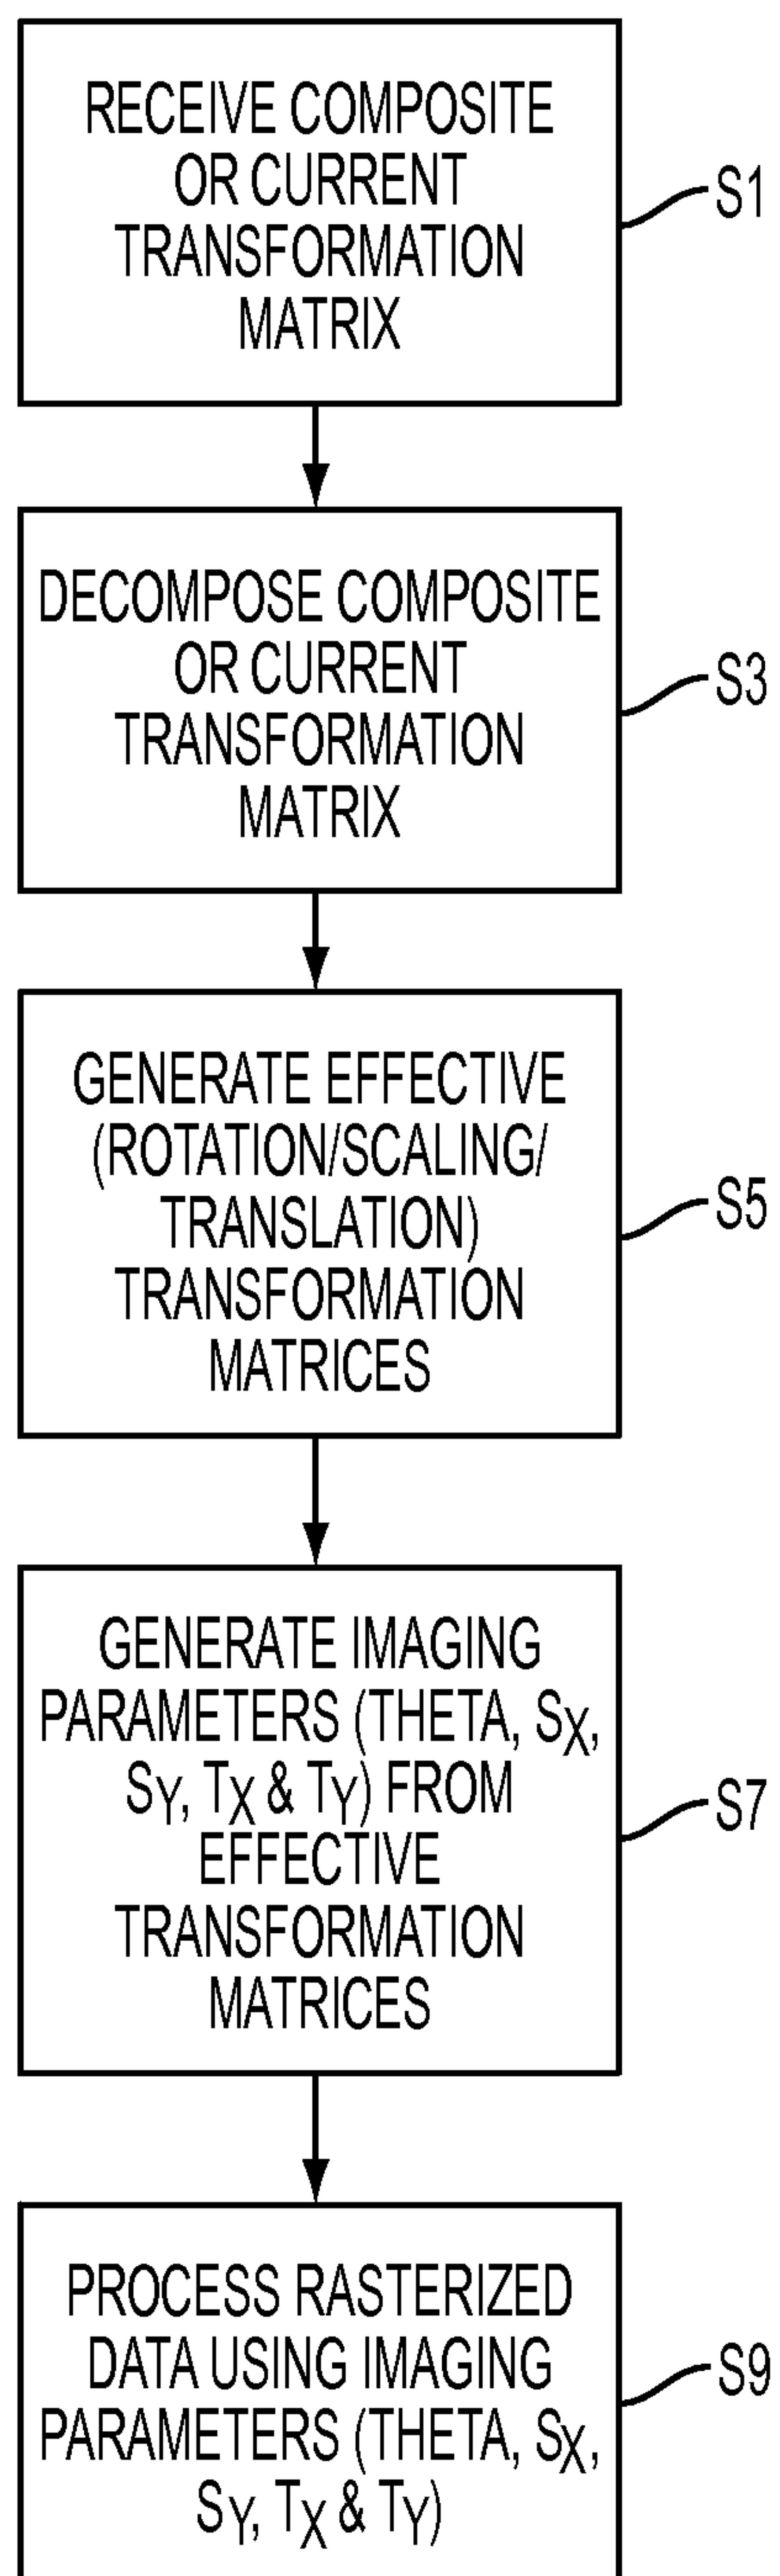 RECEIVE COMPOSITE
OR CURRENT
TRANSFORMATION
MATRIX
S1
DECOMPOSE COMPOSITE
OR CURRENT
TRANSFORMATION
MATRIX
S3
GENERATE EFFECTIVE
(ROTATION/SCALING/
TRANSLATION)
TRANSFORMATION
MATRICES
S5
GENERATE IMAGING
PARAMETERS (THETA, SX,
SY, TX & TY) FROM
EFFECTIVE
TRANSFORMATION
MATRICES
S7
PROCESS RASTERIZED
DATA USING IMAGING
PARAMETERS (THETA, SX,
SY, TX & TY)
S9